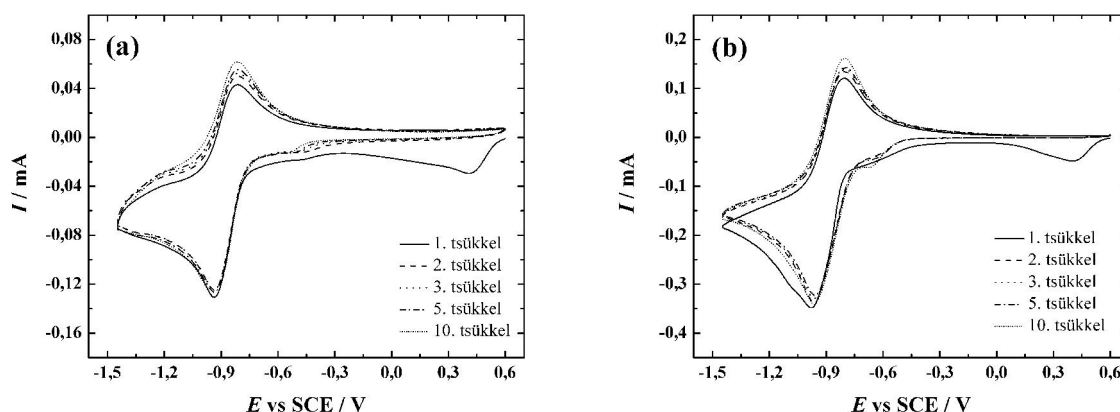 (a)
0,08
0,04
0,00
-0,04
-0,08
-0,12
-0,16
I / mA
1. tsükkel
2. tsükkel
3. tsükkel
5. tsükkel
10. tsükkel
-1,5 -1,2 -0,9 -0,6 -0,3 0,0 0,3 0,6
E vs SCE / V
(b)
0,2
0,1
0,0
-0,1
-0,2
-0,3
-0,4
I / mA
1. tsükkel
2. tsükkel
3. tsükkel
5. tsükkel
10. tsükkel
-1,5 -1,2 -0,9 -0,6 -0,3 0,0 0,3 0,6
E vs SCE / V